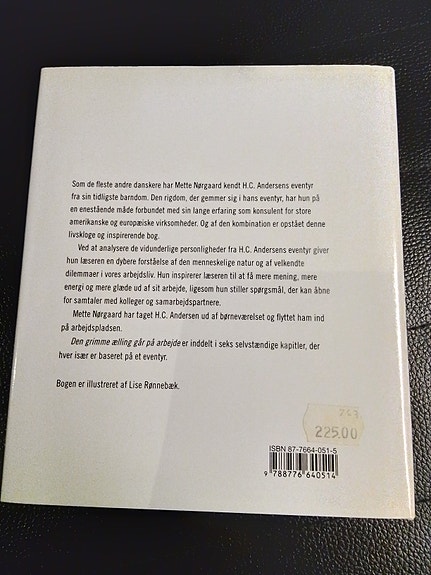 Som de fleste andre danskere har Mette Nørgaard kendt H.C. Andersens eventyr
fra sin tidligste barndom. Den rigdom, der gemmer sig i hans eventyr, har hun på
en enestående måde forbundet med sin lange erfaring som konsulent for store
amerikanske og europæiske virksomheder. Og af den kombination er opstået denne
livskloge og inspirerende bog.
Ved at analysere de vidunderlige personligheder fra H.C. Andersens eventyr giver
hun læseren en dybere forståelse af den menneskelige natur og af velkendte
dilemmaer i vores arbejdsliv. Hun inspirerer læseren til at få mere mening, mere
energi og mere glæde ud af sit arbejde, ligesom hun stiller spørgsmål, der kan åbne
for samtaler med kolleger og samarbejdspartnere.
Mette Nørgaard har taget H.C. Andersen ud af børneværelset og flyttet ham ind
på arbejdspladsen.
Den grimme ælling går på arbejde er inddelt i seks selvstændige kapitler, der
hver især er baseret på et eventyr.
Bogen er illustreret af Lise Rønnebæk.
225.00
ISBN 87-7664-051-5
9 788776 640514